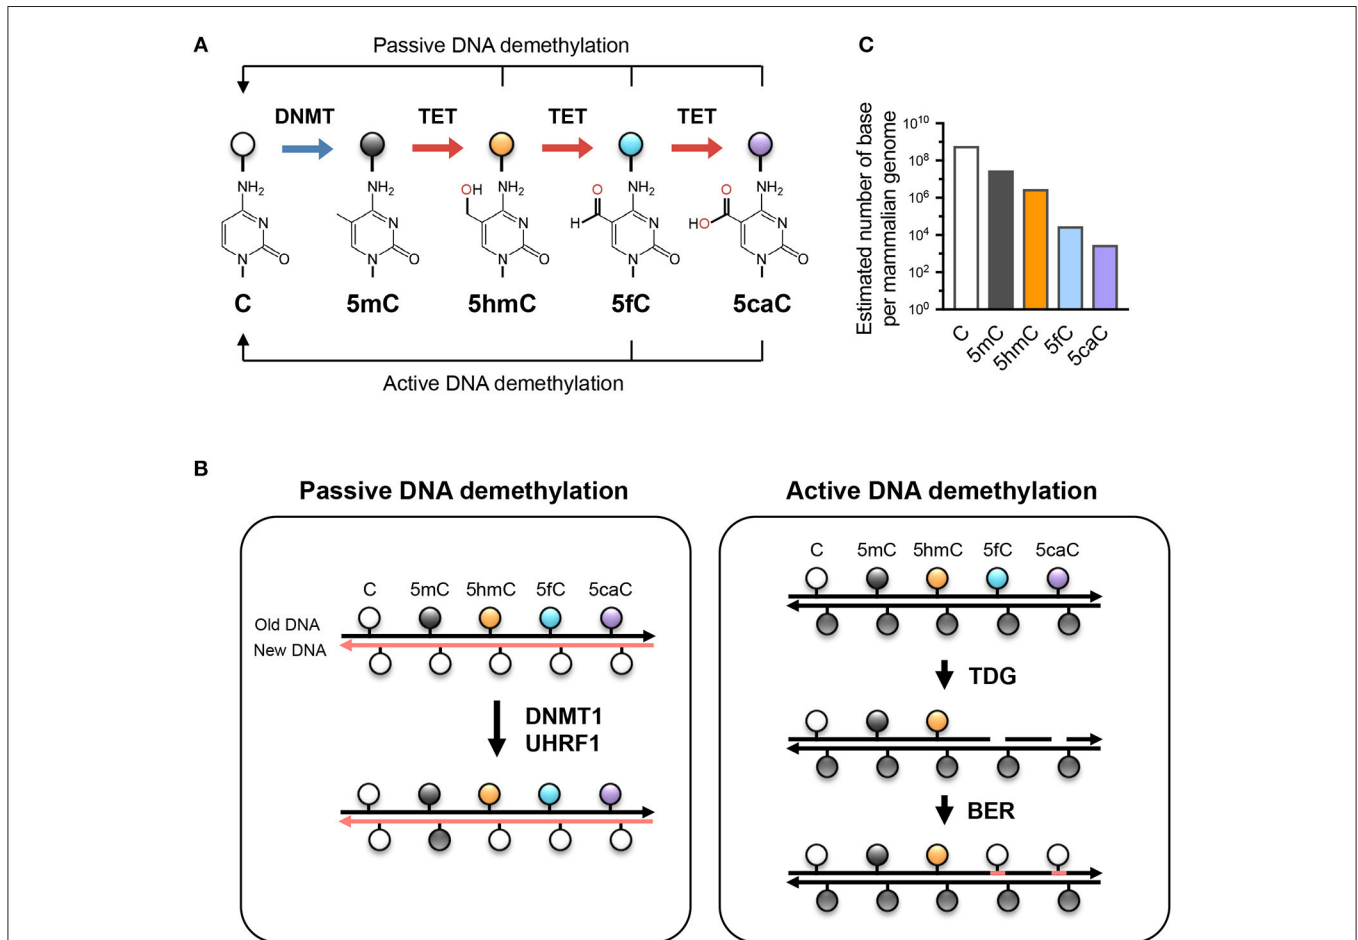 A
Passive DNA demethylation
DNMT TET TET TET
NH2 NH2 OH NH2 O NH2 O NH2
N N N H N HO N
N O N O N O N O N O
C 5mC 5hmC 5fC 5caC
Active DNA demethylation
C
Estimated number of base
per mammalian genome
10^10
10^8
10^6
10^4
10^2
10^0
C 5mC 5hmC 5fC 5caC
B
Passive DNA demethylation
C 5mC 5hmC 5fC 5caC
Old DNA
New DNA
DNMT1
UHRF1
Active DNA demethylation
C 5mC 5hmC 5fC 5caC
TDG
BER